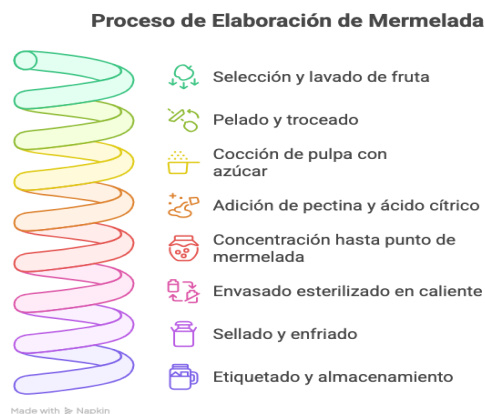 Proceso de Elaboración de Mermelada
Selección y lavado de fruta
Pelado y troceado
Cocción de pulpa con
azúcar
Adición de pectina y ácido cítrico
Concentración hasta punto de
mermelada
Envasado esterilizado en caliente
Sellado y enfriado
Etiquetado y almacenamiento
Made with Napkin